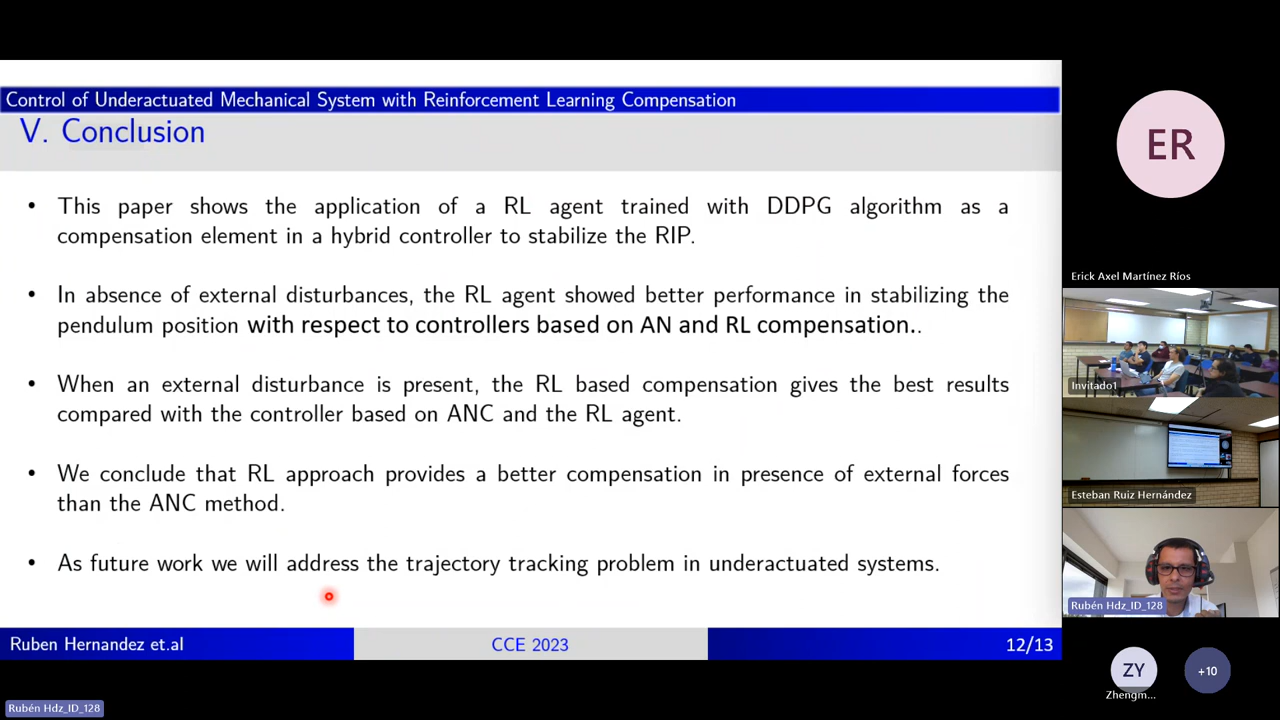 Control of Underactuated Mechanical System with Reinforcement Learning Compensation
V. Conclusion
• This paper shows the application of a RL agent trained with DDPG algorithm as a
compensation element in a hybrid controller to stabilize the RIP.
• In absence of external disturbances, the RL agent showed better performance in stabilizing the
pendulum position with respect to controllers based on AN and RL compensation..
• When an external disturbance is present, the RL based compensation gives the best results
compared with the controller based on ANC and the RL agent.
• We conclude that RL approach provides a better compensation in presence of external forces
than the ANC method.
• As future work we will address the trajectory tracking problem in underactuated systems.
Ruben Hernandez et.al
CCE 2023
12/13
Rubén Hdz_ID_128
ER
Erick Axel Martínez Ríos
Invitado1
Esteban Ruiz Hernández
Rubén Hdz_ID_128
ZY
Zhengm...
+10